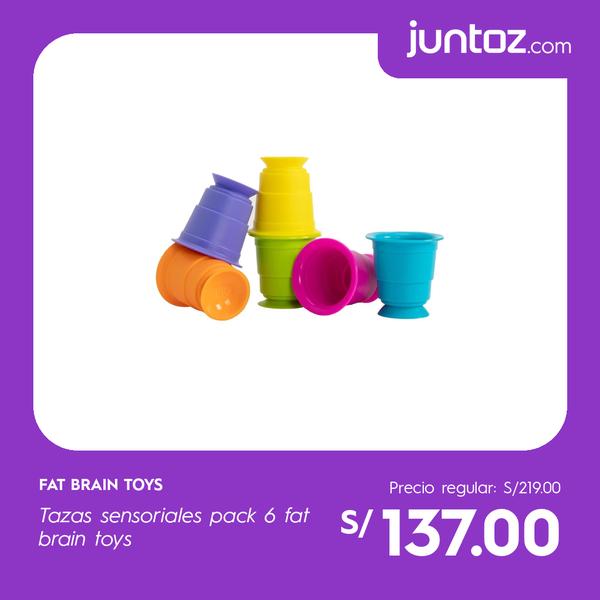 juntoz.com
FAT BRAIN TOYS
Tazas sensoriales pack 6 fat
brain toys
Precio regular: S/219.00
S/137.00